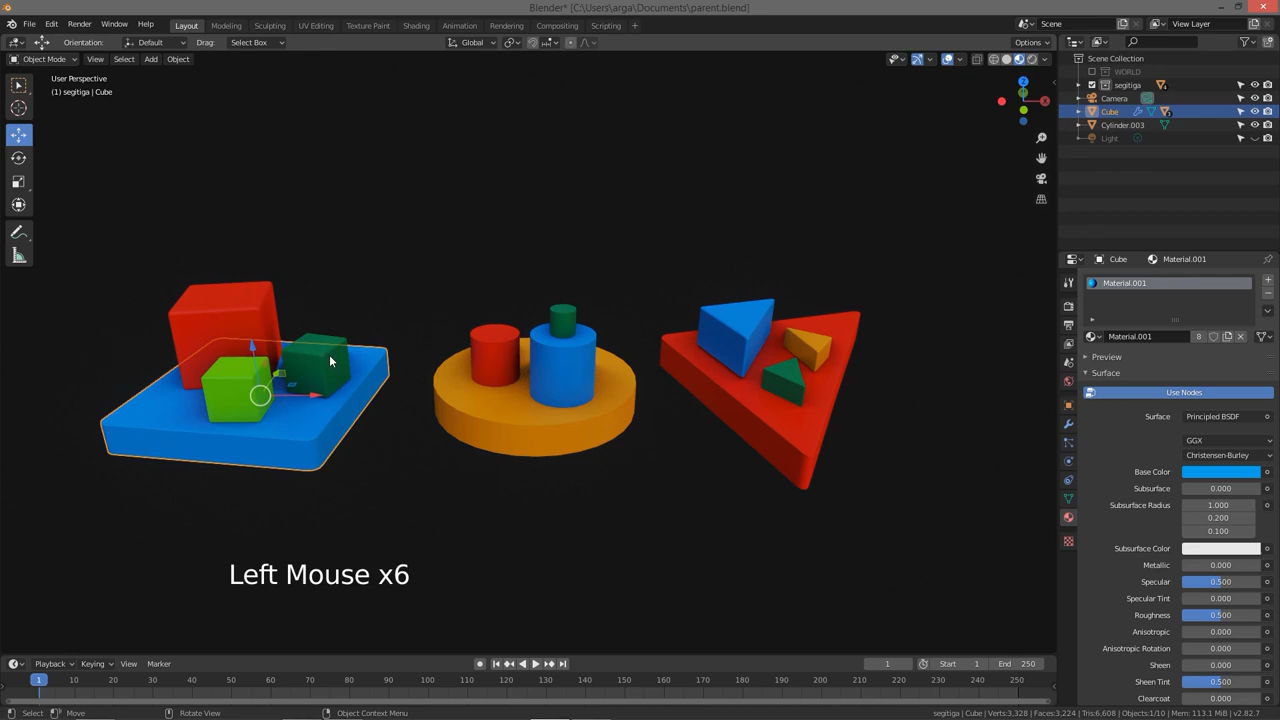 Blender* [C:\Users\arga\Documents\parent.blend]
File Edit Render Window Help
Layout Modeling Sculpting UV Editing Texture Paint Shading Animation Rendering Compositing Scripting +
Scene
View Layer
Orientation: Default Drag: Select Box
Global
Options
Object Mode View Select Add Object
User Perspective
(1) segitiga | Cube
Z
X
Scene Collection
WORLD
segitiga 4
Camera
Cube 3
Cylinder.003
Light
Cube Material.001
Material.001
Material.001 8
Preview
Surface
Use Nodes
Surface Principled BSDF
GGX
Christensen-Burley
Base Color
Subsurface 0.000
Subsurface Radius 1.000
0.200
0.100
Subsurface Color
Metallic 0.000
Specular 0.500
Specular Tint 0.000
Roughness 0.500
Anisotropic 0.000
Anisotropic Rotation 0.000
Sheen 0.000
Sheen Tint 0.500
Clearcoat 0.000
Left Mouse x6
Playback Keying View Marker
1 Start 1 End 250
1 10 20 30 40 50 60 70 80 90 100 110 120 130 140 150 160 170 180 190 200 210 220 230 240 250
Select Move Rotate View Object Context Menu
segitiga | Cube | Verts:3,328 | Faces:3,224 | Tris:6,608 | Objects:1/10 | Mem: 113.1 MiB | v2.82.7